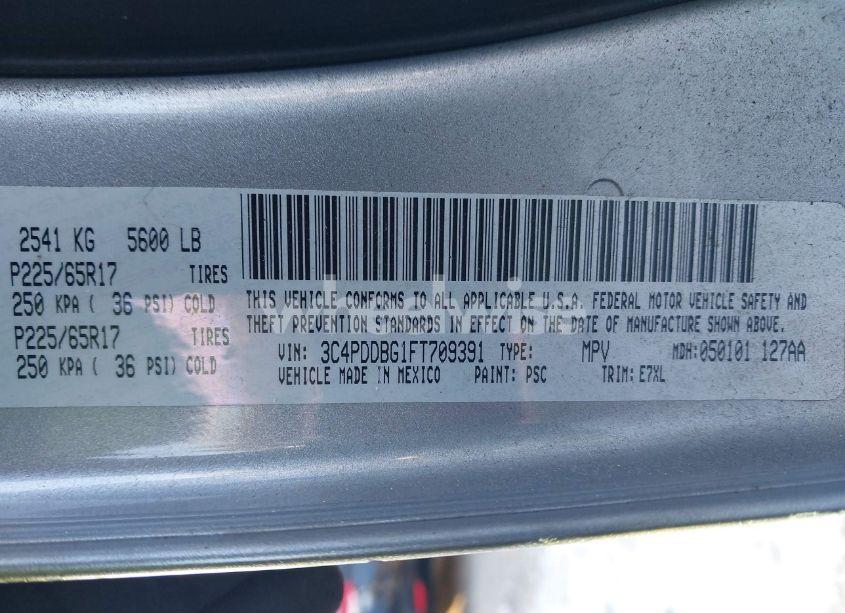 2541 KG 5600 LB
P225/65R17 TIRES
250 KPA ( 36 PSI) COLD
P225/65R17 TIRES
250 KPA ( 36 PSI) COLD
THIS VEHICLE CONFORMS TO ALL APPLICABLE U.S.A. FEDERAL MOTOR VEHICLE SAFETY AND
THEFT PREVENTION STANDARDS IN EFFECT ON THE DATE OF MANUFACTURE SHOWN ABOVE.
VIN: 3C4PDDBG1FT709391 TYPE: MPV MDH:050101 127AA
VEHICLE MADE IN MEXICO PAINT: PSC TRIM: E7XL